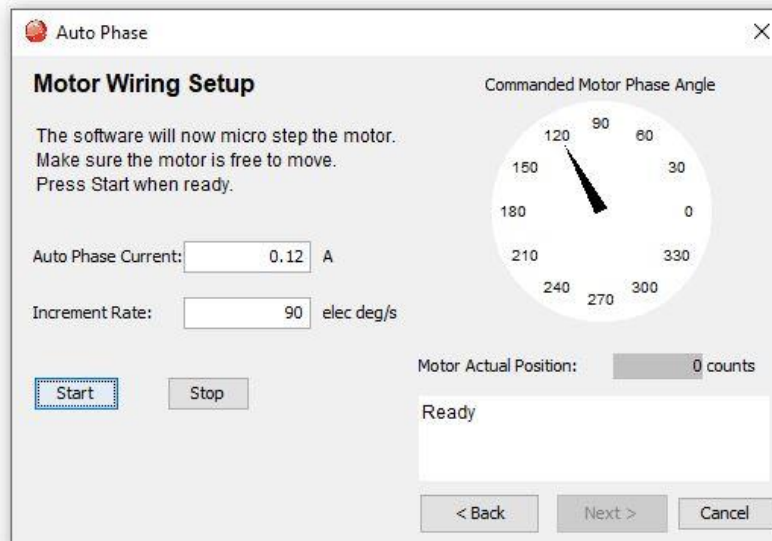 Auto Phase
Motor Wiring Setup
The software will now micro step the motor.
Make sure the motor is free to move.
Press Start when ready.
Auto Phase Current: 0.12 A
Increment Rate: 90 elec deg/s
Start Stop
Commanded Motor Phase Angle
90
120 60
150 30
180 0
210 330
240 300
270
Motor Actual Position: 0 counts
Ready
< Back Next > Cancel